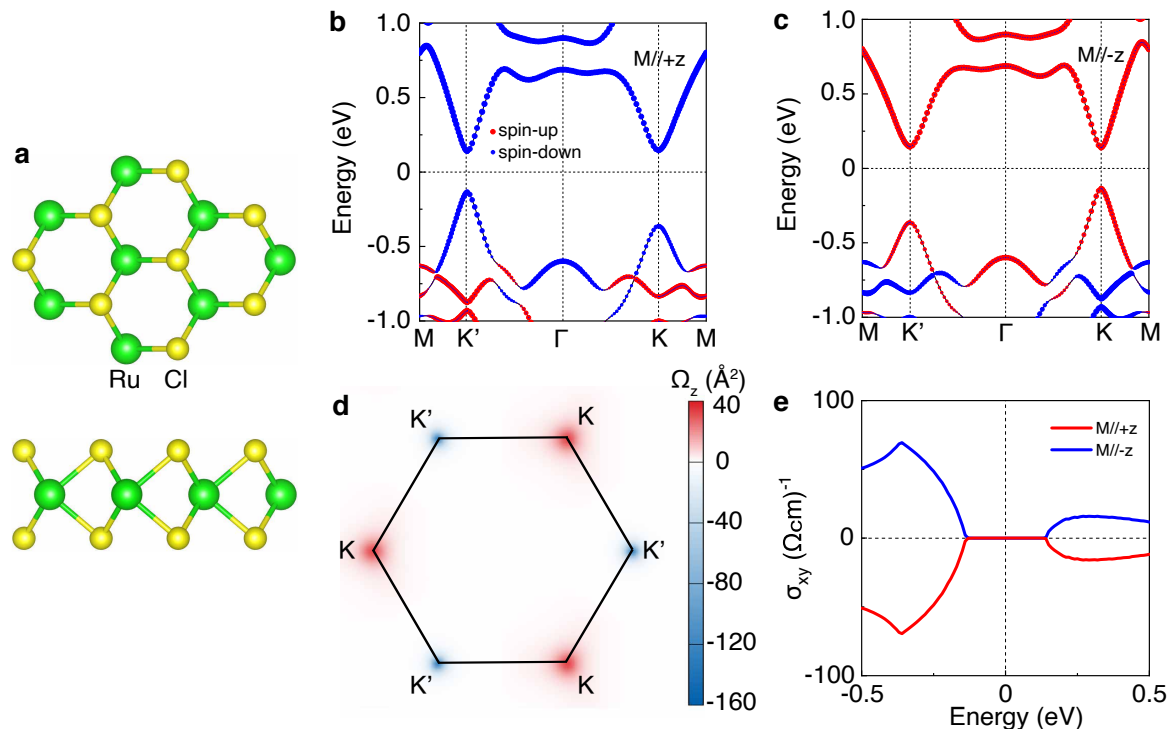 a
Ru Cl
b
Energy (eV)
1.0
0.5
0
-0.5
-1.0
M//+z
spin-up
spin-down
M K' Γ K M
c
Energy (eV)
1.0
0.5
0
-0.5
-1.0
M//-z
M K' Γ K M
d
K' K
K K'
K' K
Ω_z (Å²)
40
0
-40
-80
-120
-160
e
σ_xy (Ωcm)⁻¹
100
0
-100
M//+z
M//-z
-0.5 0 0.5
Energy (eV)